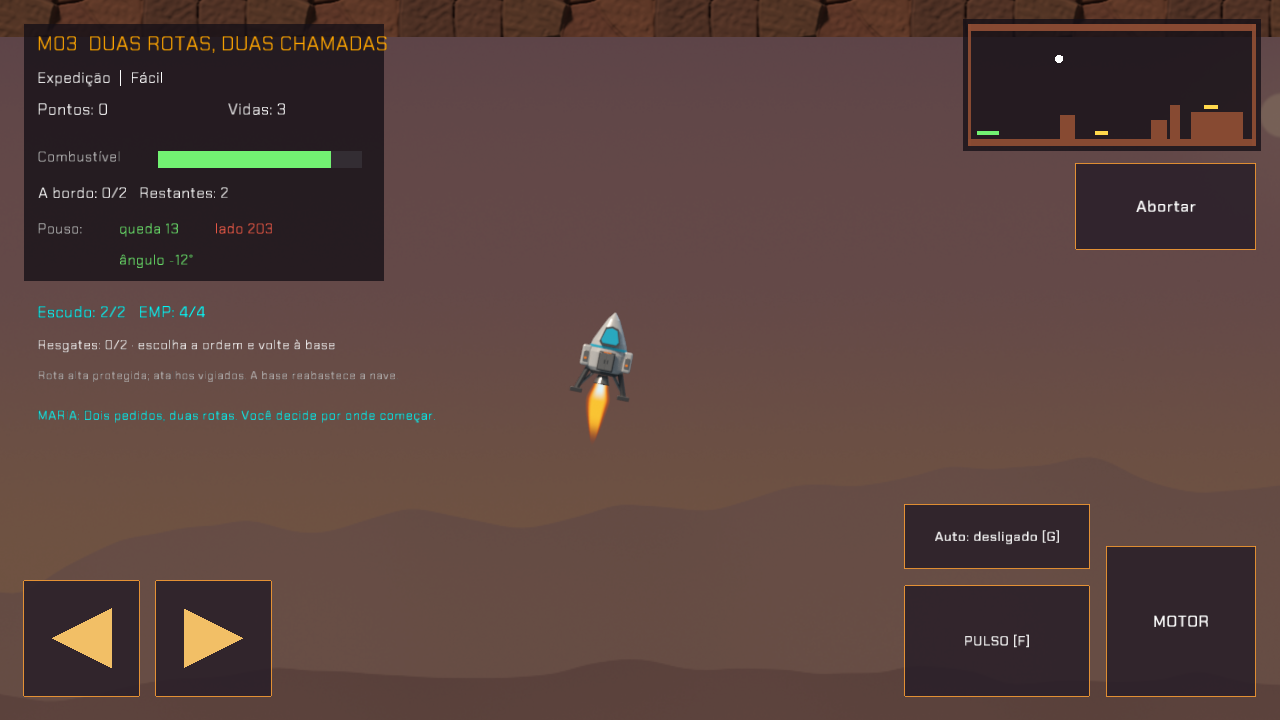 M03 DUAS ROTAS, DUAS CHAMADAS
Expedição | Fácil
Pontos: 0 Vidas: 3
Combustível
A bordo: 0/2 Restantes: 2
Pouso: queda 13 lado 203
ângulo -12°
Escudo: 2/2 EMP: 4/4
Resgates: 0/2 · escolha a ordem e volte à base
Rota alta protegida; ata hos vigiados. A base reabastece a nave
MAR A: Dois pedidos, duas rotas. Você decide por onde começar.
Abortar
Auto: desligado [G]
PULSO [F]
MOTOR